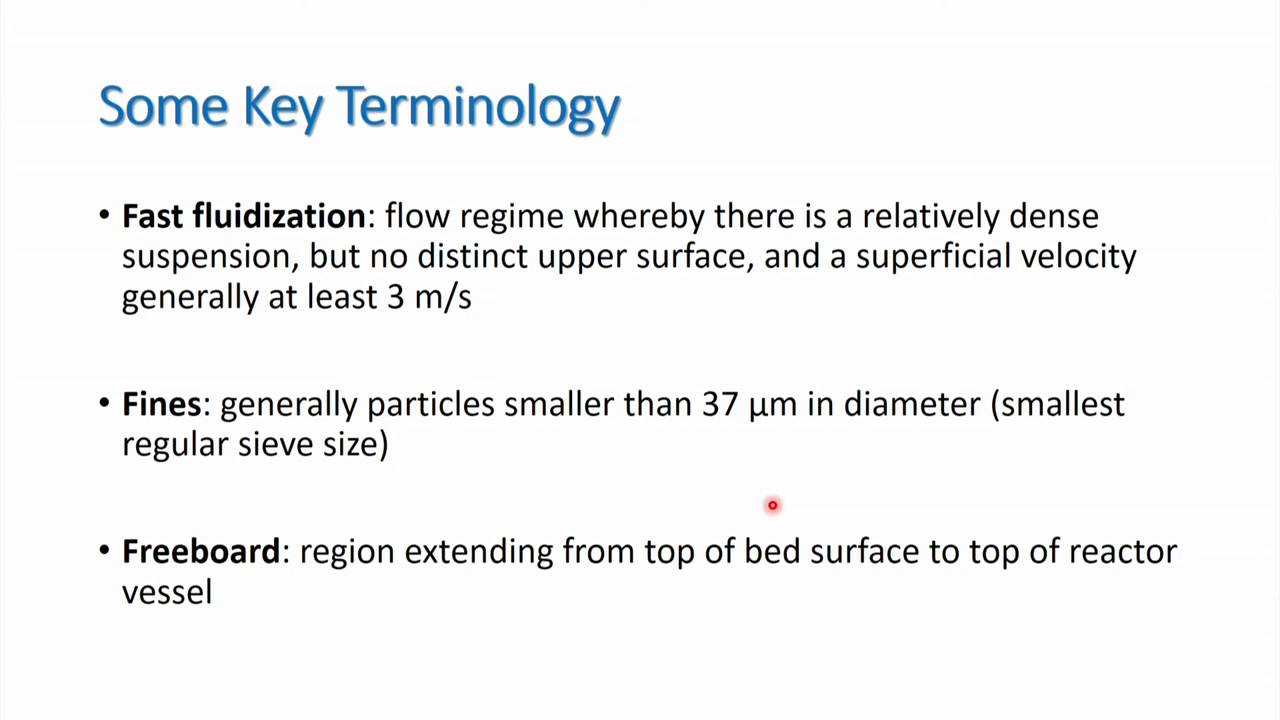 Some Key Terminology
• Fast fluidization: flow regime whereby there is a relatively dense
suspension, but no distinct upper surface, and a superficial velocity
generally at least 3 m/s
• Fines: generally particles smaller than 37 µm in diameter (smallest
regular sieve size)
• Freeboard: region extending from top of bed surface to top of reactor
vessel